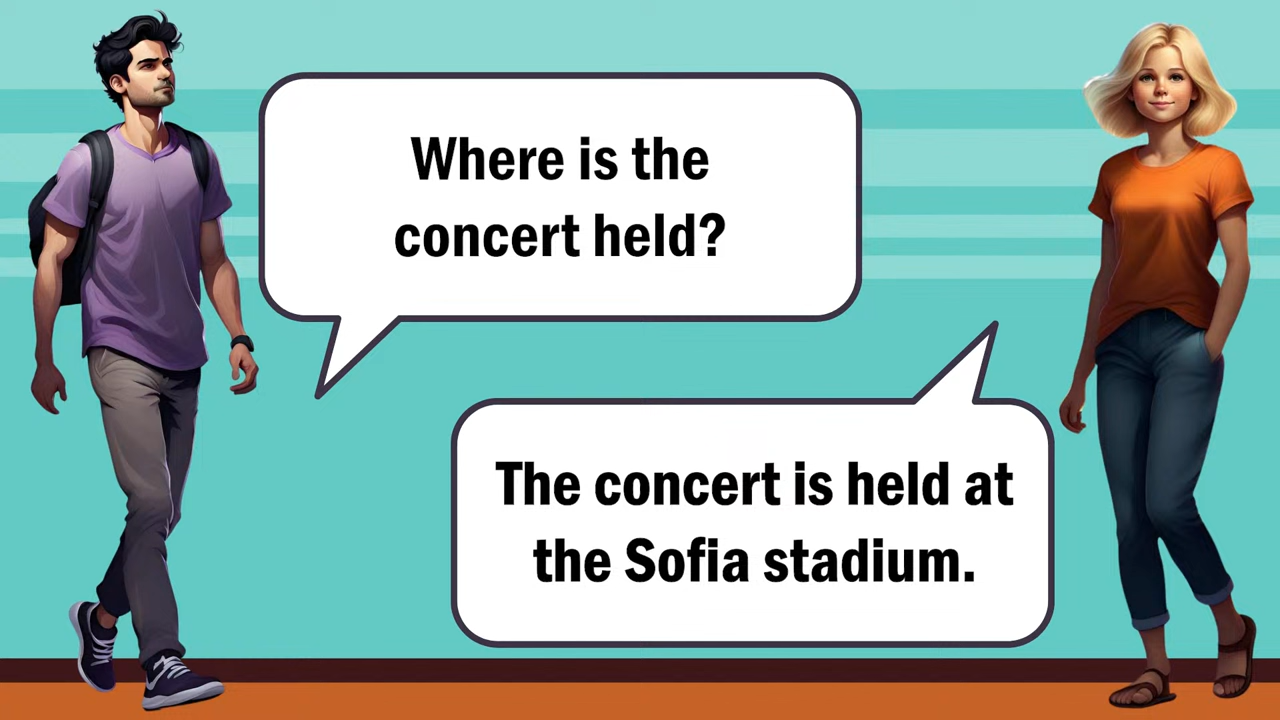 Where is the
concert held?
The concert is held at
the Sofia stadium.